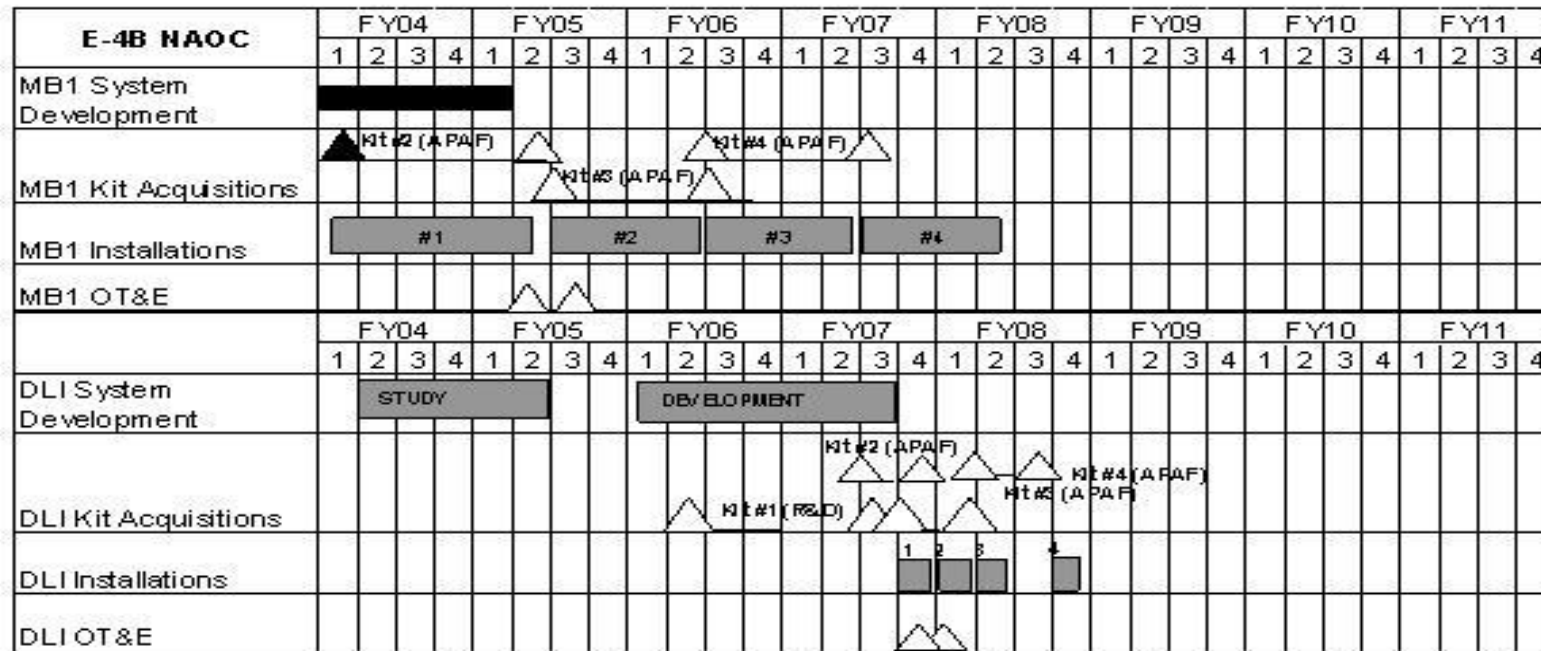 E-4B NAOC
FY04 FY05 FY06 FY07 FY08 FY09 FY10 FY11
1 2 3 4 1 2 3 4 1 2 3 4 1 2 3 4 1 2 3 4 1 2 3 4 1 2 3 4 1 2 3 4
MB1 System
Development
Kit #2 (APAF) Kit #4 (APAF)
Kit #3 (APAF)
MB1 Kit Acquisitions
#1 #2 #3 #4
MB1 Installations
MB1 OT&E
FY04 FY05 FY06 FY07 FY08 FY09 FY10 FY11
1 2 3 4 1 2 3 4 1 2 3 4 1 2 3 4 1 2 3 4 1 2 3 4 1 2 3 4 1 2 3 4
DLI System
Development
STUDY DEVELOPMENT
Kit #2 (APAF)
Kit #4 (APAF)
Kit #3 (APAF)
Kit #1 (R&D)
DLI Kit Acquisitions
1 2 3 4
DLI Installations
DLI OT&E